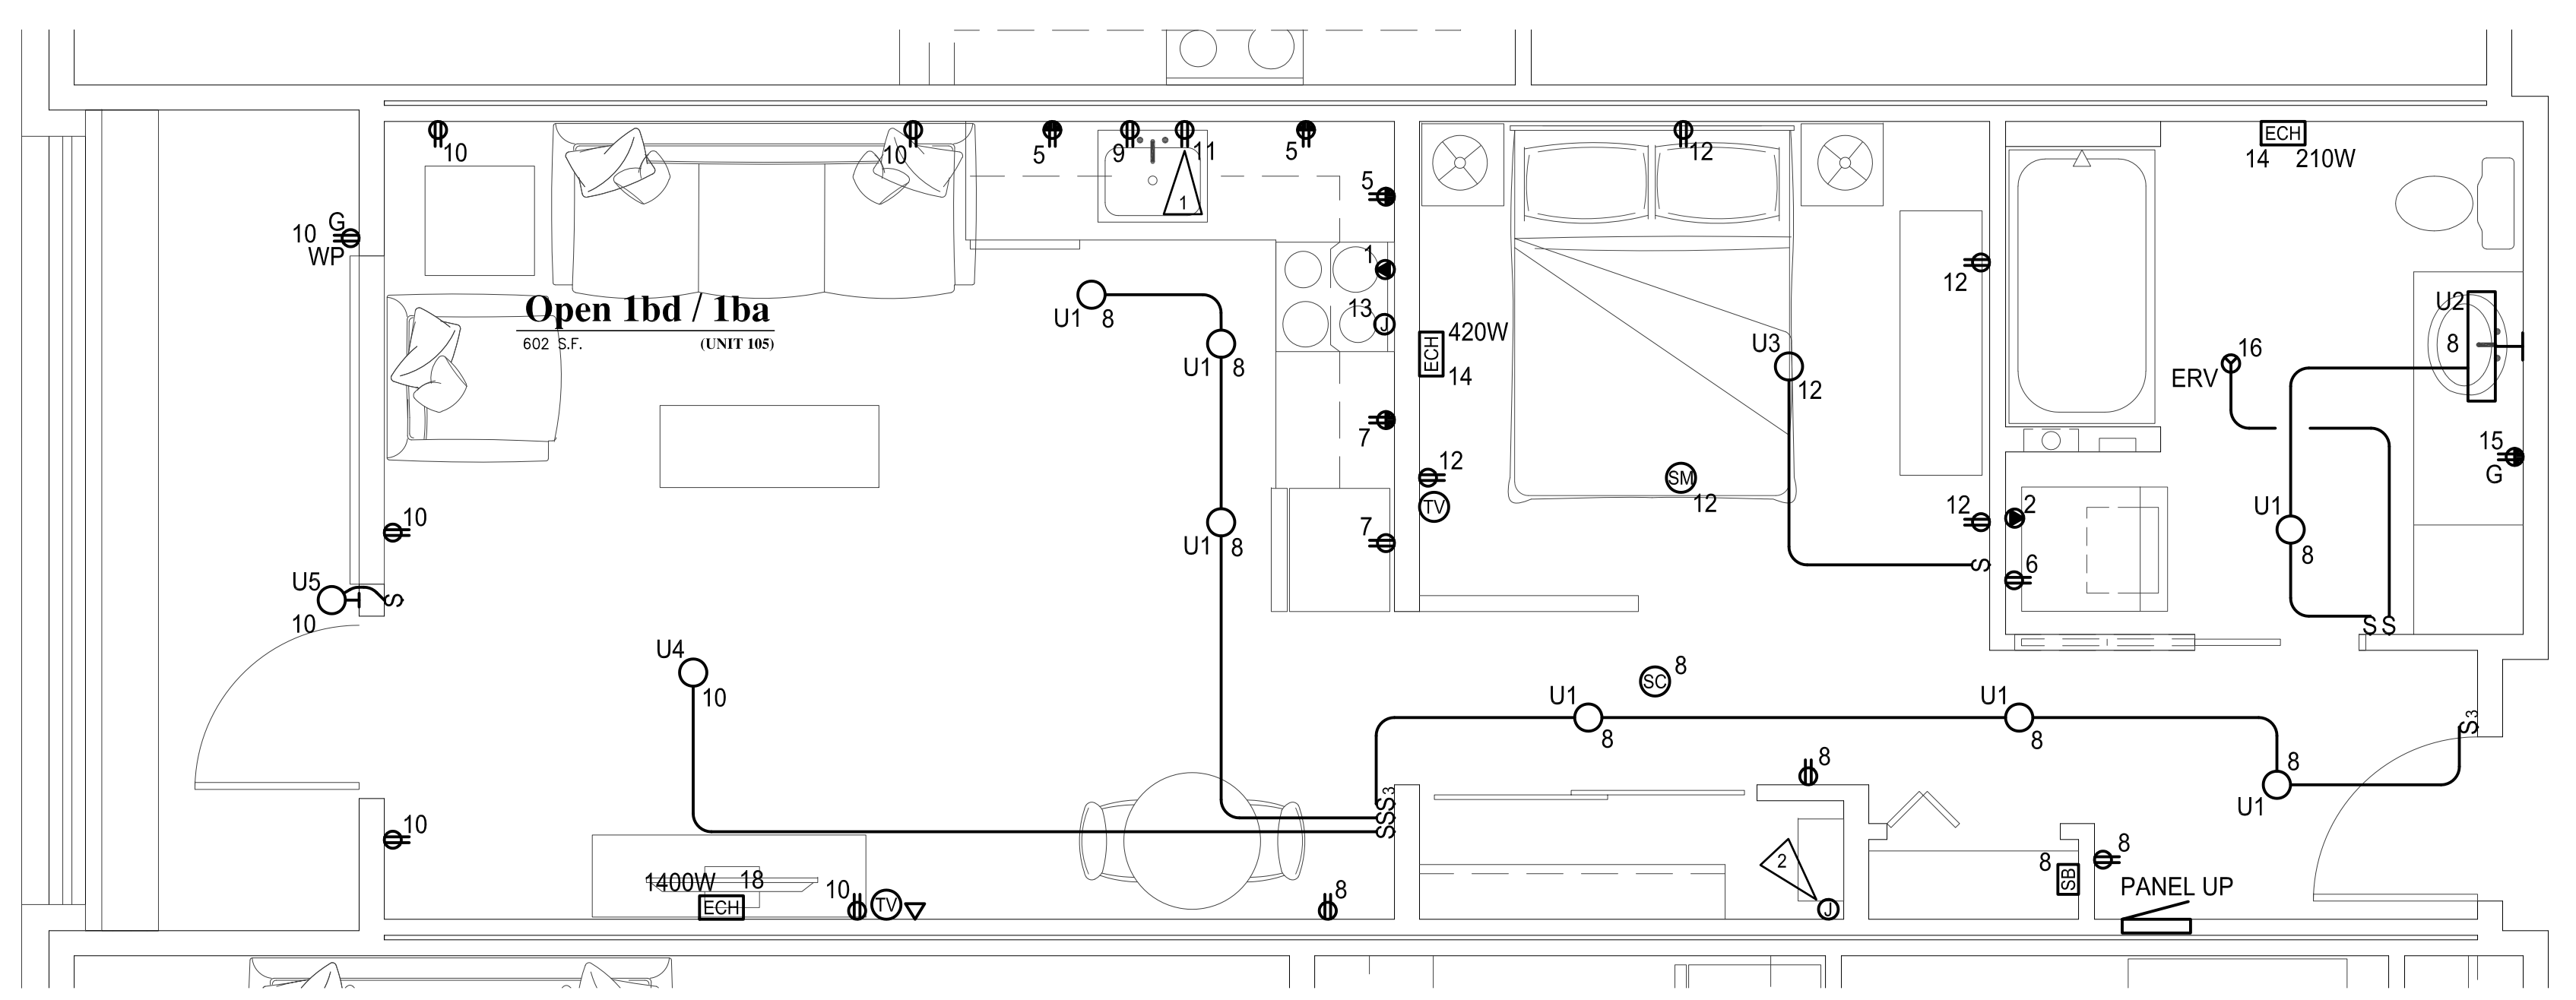 10
10
5
9
11
5
12
ECH
14 210W
5
1
G
10
WP
1
12
U1 8
13
J
Open 1bd / 1ba
602 S.F. (UNIT 105)
U1 8
ECH
420W
14
U3
12
U2
8
16
ERV
7
12
TV
SM
12
15
G
10
7
U1 8
12
2
6
U1
8
S
S S
U5
10
S
U4
10
SC
8
U1
8
U1
8
S3
8
U1
8
S3
S
S
10
1400W 18
ECH
10
TV
8
2
J
8
SB
8
PANEL UP